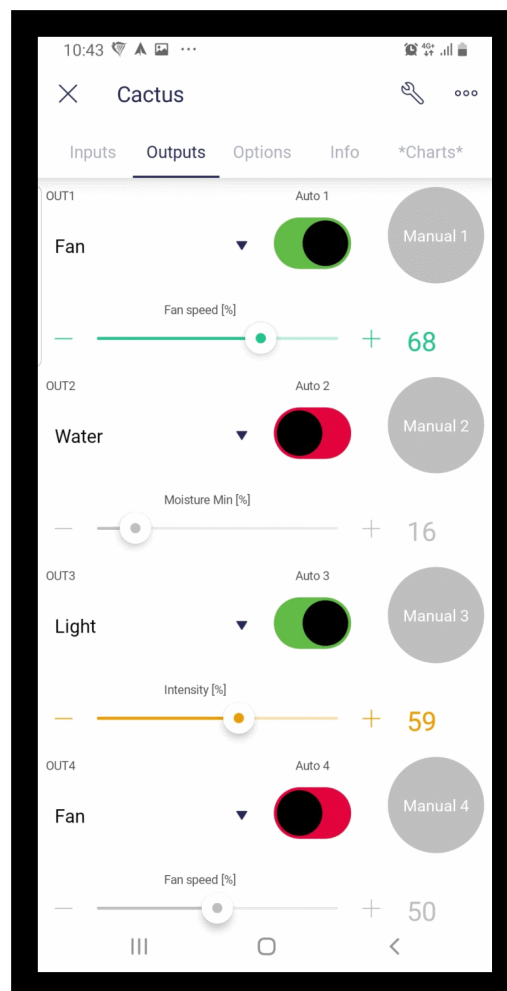 10:43 4G+
Cactus
Inputs Outputs Options Info *Charts*
OUT1 Auto 1
Fan Manual 1
Fan speed [%]
68
OUT2 Auto 2
Water Manual 2
Moisture Min [%]
16
OUT3 Auto 3
Light Manual 3
Intensity [%]
59
OUT4 Auto 4
Fan Manual 4
Fan speed [%]
50